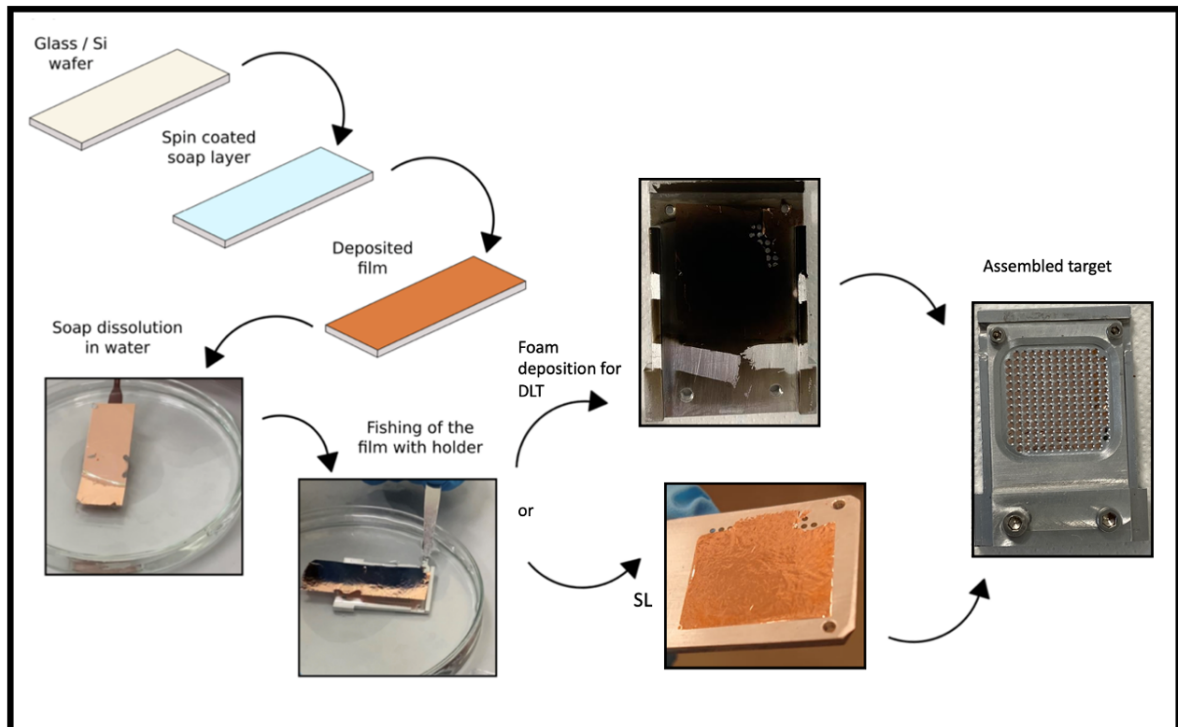 Glass / Si
wafer
Spin coated
soap layer
Deposited
film
Soap dissolution
in water
Fishing of the
film with holder
Foam
deposition for
DLT
or
SL
Assembled target